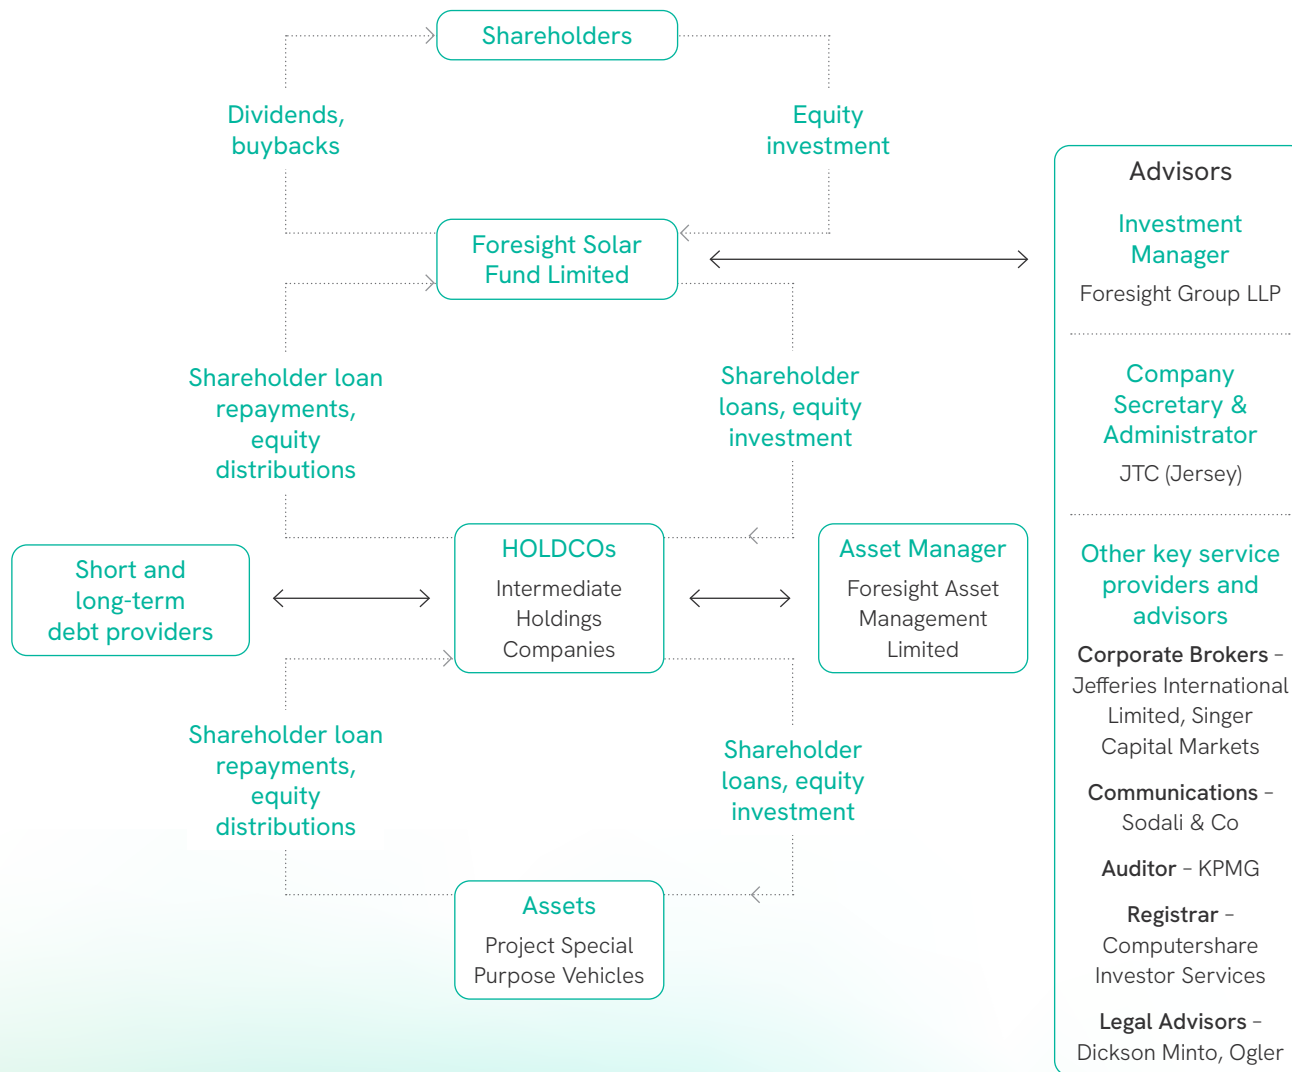 Shareholders
Dividends,
buybacks
Equity
investment
Foresight Solar
Fund Limited
Shareholder loan
repayments,
equity
distributions
Shareholder
loans, equity
investment
Short and
long-term
debt providers
HOLDCOs
Intermediate
Holdings
Companies
Asset Manager
Foresight Asset
Management
Limited
Shareholder loan
repayments,
equity
distributions
Shareholder
loans, equity
investment
Assets
Project Special
Purpose Vehicles
Advisors
Investment
Manager
Foresight Group LLP
Company
Secretary &
Administrator
JTC (Jersey)
Other key service
providers and
advisors
Corporate Brokers –
Jefferies International
Limited, Singer
Capital Markets
Communications –
Sodali & Co
Auditor – KPMG
Registrar –
Computershare
Investor Services
Legal Advisors –
Dickson Minto, Ogler